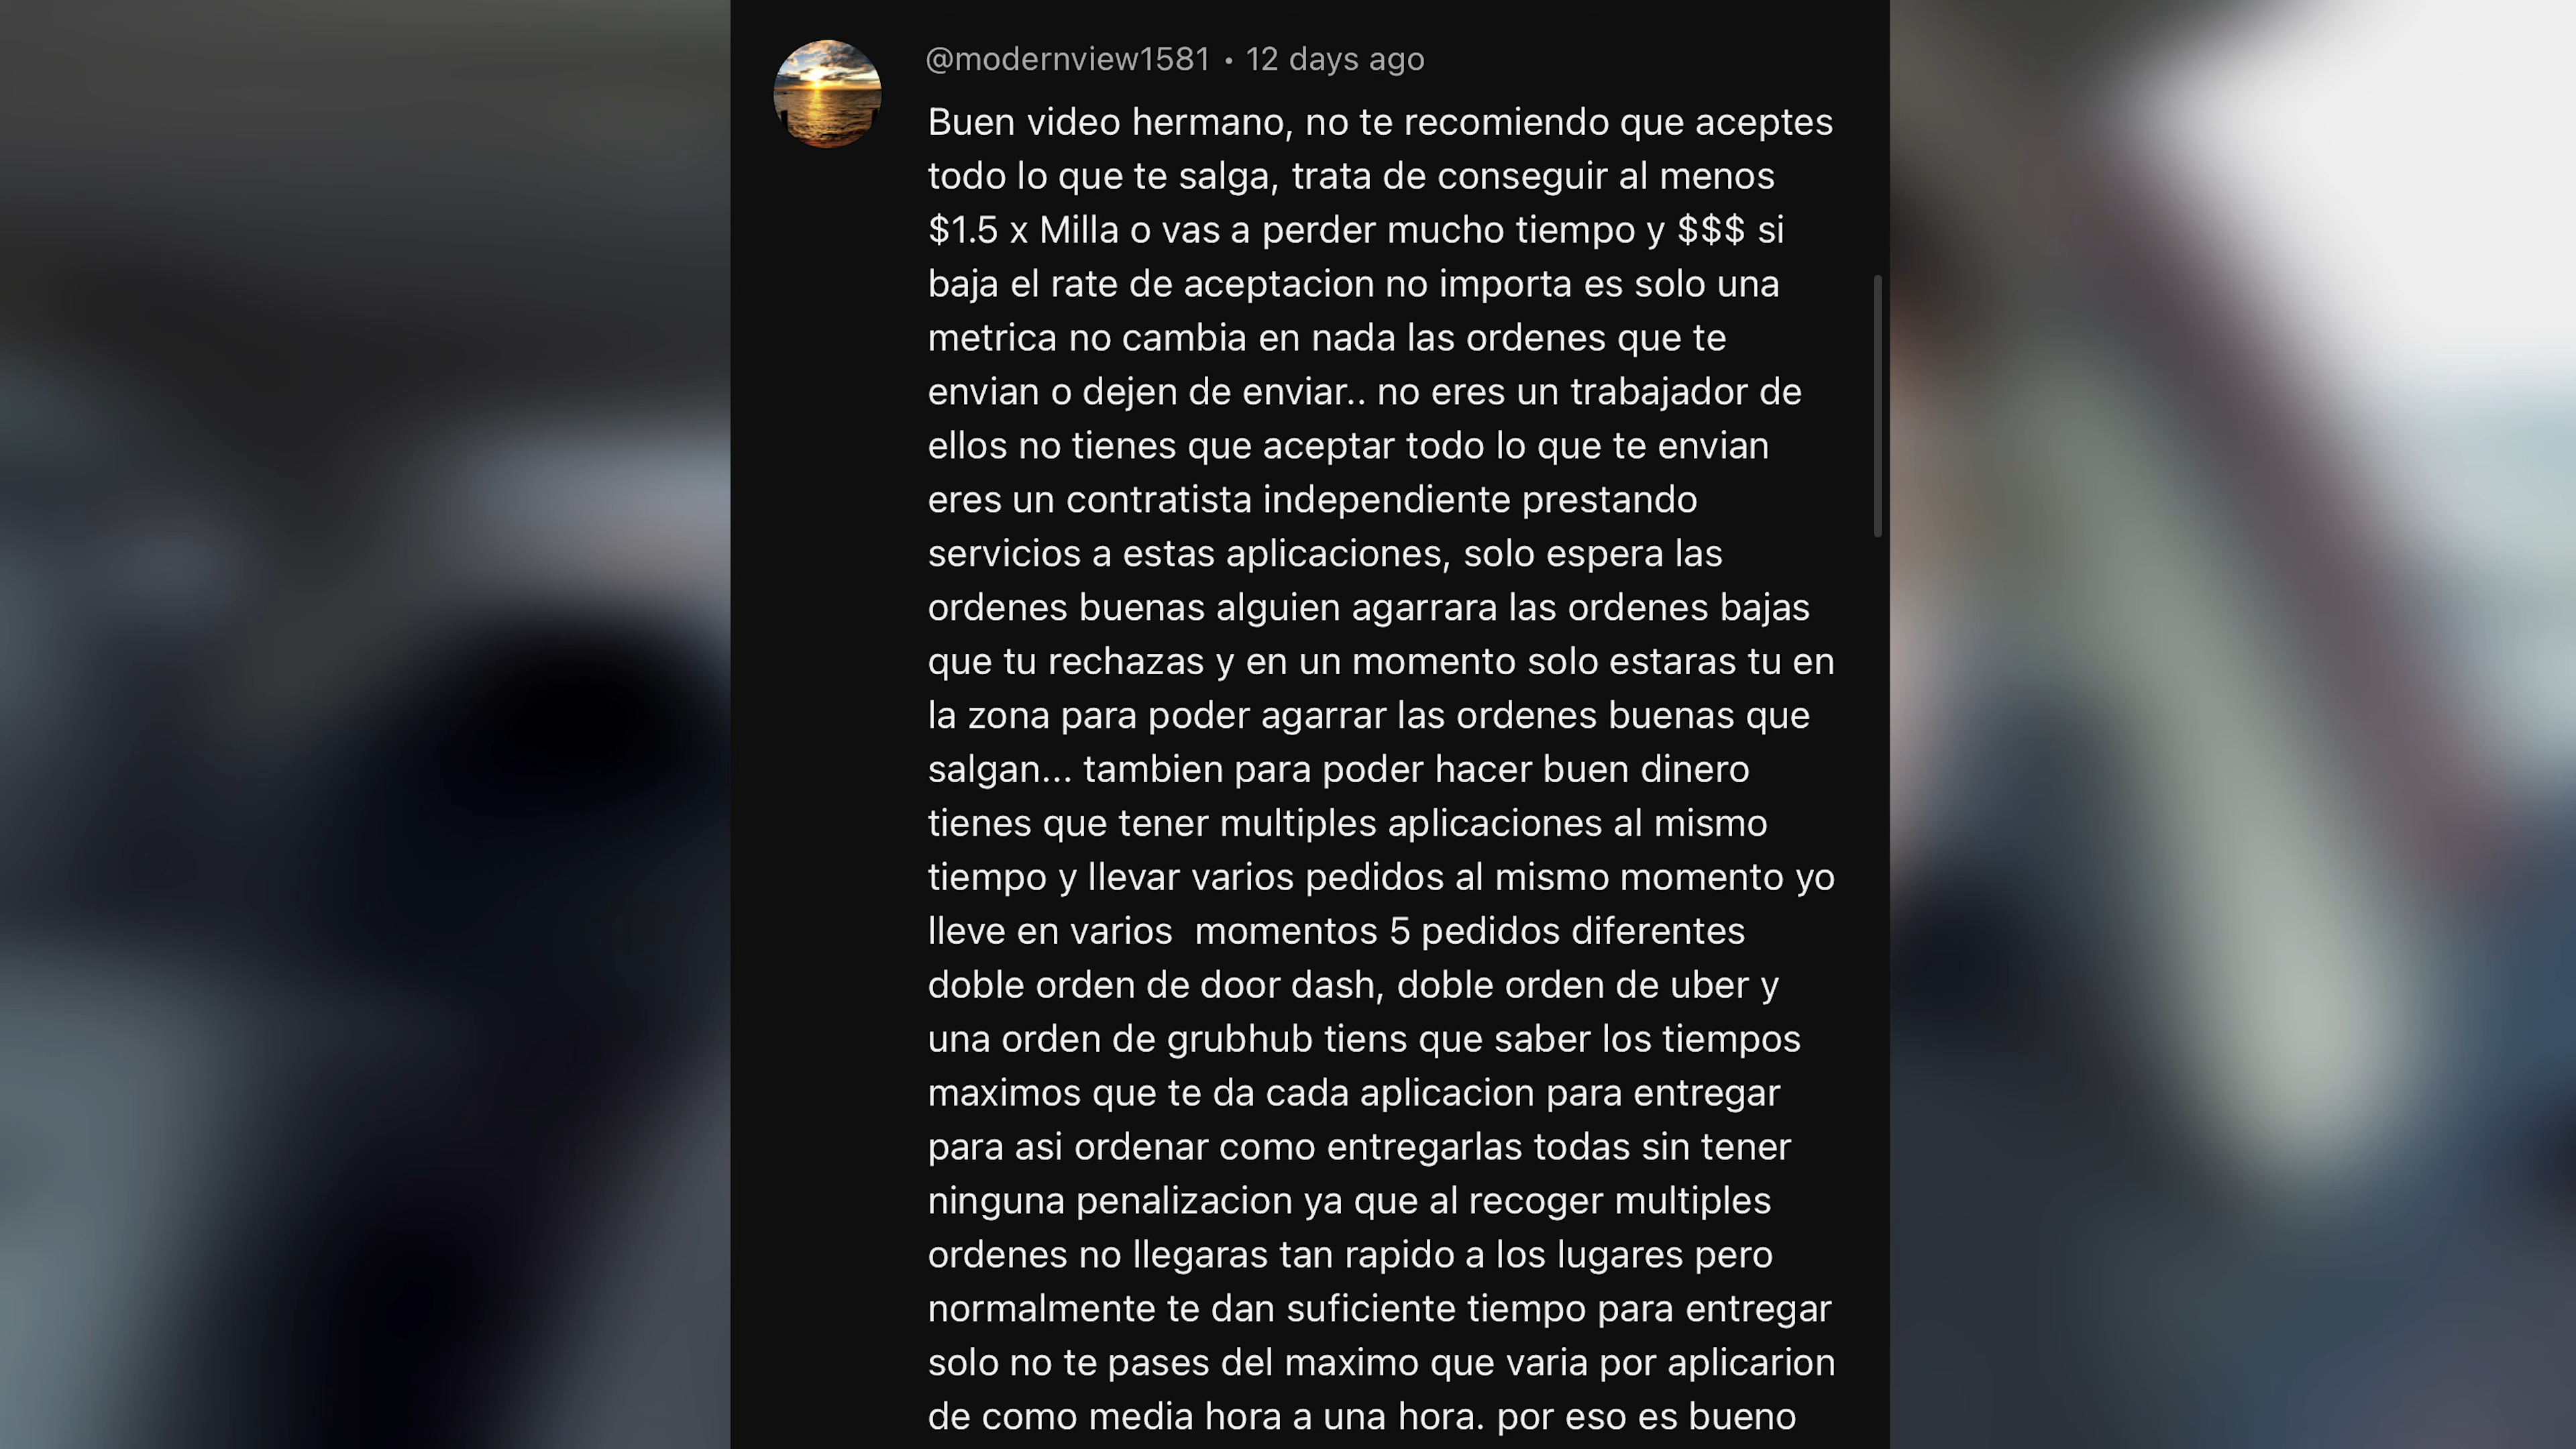 @modernview1581 • 12 days ago
Buen video hermano, no te recomiendo que aceptes
todo lo que te salga, trata de conseguir al menos
$1.5 x Milla o vas a perder mucho tiempo y $$$ si
baja el rate de aceptacion no importa es solo una
metrica no cambia en nada las ordenes que te
envian o dejen de enviar.. no eres un trabajador de
ellos no tienes que aceptar todo lo que te envian
eres un contratista independiente prestando
servicios a estas aplicaciones, solo espera las
ordenes buenas alguien agarrara las ordenes bajas
que tu rechazas y en un momento solo estaras tu en
la zona para poder agarrar las ordenes buenas que
salgan... tambien para poder hacer buen dinero
tienes que tener multiples aplicaciones al mismo
tiempo y llevar varios pedidos al mismo momento yo
lleve en varios  momentos 5 pedidos diferentes
doble orden de door dash, doble orden de uber y
una orden de grubhub tiens que saber los tiempos
maximos que te da cada aplicacion para entregar
para asi ordenar como entregarlas todas sin tener
ninguna penalizacion ya que al recoger multiples
ordenes no llegaras tan rapido a los lugares pero
normalmente te dan suficiente tiempo para entregar
solo no te pases del maximo que varia por aplicarion
de como media hora a una hora. por eso es bueno